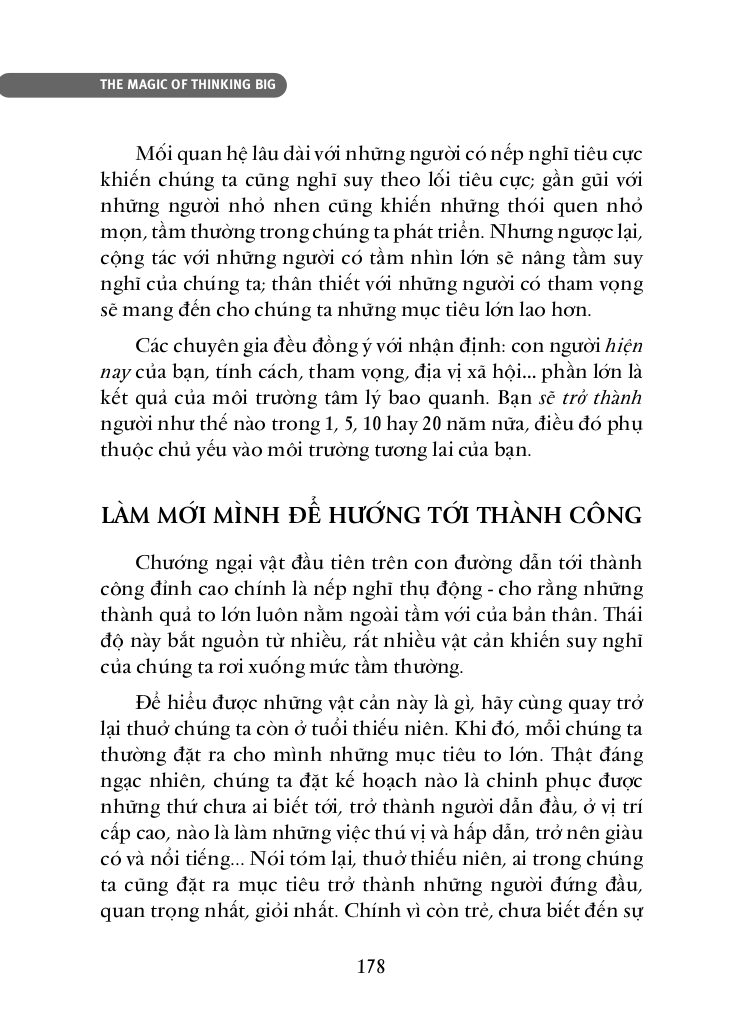 THE MAGIC OF THINKING BIG
Mối quan hệ lâu dài với những người có nếp nghĩ tiêu cực
khiến chúng ta cũng nghĩ suy theo lối tiêu cực; gần gũi với
những người nhỏ nhen cũng khiến những thói quen nhỏ
mọn, tầm thường trong chúng ta phát triển. Nhưng ngược lại,
cộng tác với những người có tầm nhìn lớn sẽ nâng tầm suy
nghĩ của chúng ta; thân thiết với những người có tham vọng
sẽ mang đến cho chúng ta những mục tiêu lớn lao hơn.
Các chuyên gia đều đồng ý với nhận định: con người hiện
nay của bạn, tính cách, tham vọng, địa vị xã hội... phần lớn là
kết quả của môi trường tâm lý bao quanh. Bạn sẽ trở thành
người như thế nào trong 1, 5, 10 hay 20 năm nữa, điều đó phụ
thuộc chủ yếu vào môi trường tương lai của bạn.
LÀM MỚI MÌNH ĐỂ HƯỚNG TỚI THÀNH CÔNG
Chướng ngại vật đầu tiên trên con đường dẫn tới thành
công đỉnh cao chính là nếp nghĩ thụ động - cho rằng những
thành quả to lớn luôn nằm ngoài tầm với của bản thân. Thái
độ này bắt nguồn từ nhiều, rất nhiều vật cản khiến suy nghĩ
của chúng ta rơi xuống mức tầm thường.
Để hiểu được những vật cản này là gì, hãy cùng quay trở
lại thuở chúng ta còn ở tuổi thiếu niên. Khi đó, mỗi chúng ta
thường đặt ra cho mình những mục tiêu to lớn. Thật đáng
ngạc nhiên, chúng ta đặt kế hoạch nào là chinh phục được
những thứ chưa ai biết tới, trở thành người dẫn đầu, ở vị trí
cấp cao, nào là làm những việc thú vị và hấp dẫn, trở nên giàu
có và nổi tiếng... Nói tóm lại, thuở thiếu niên, ai trong chúng
ta cũng đặt ra mục tiêu trở thành những người đứng đầu,
quan trọng nhất, giỏi nhất. Chính vì còn trẻ, chưa biết đến sự
178